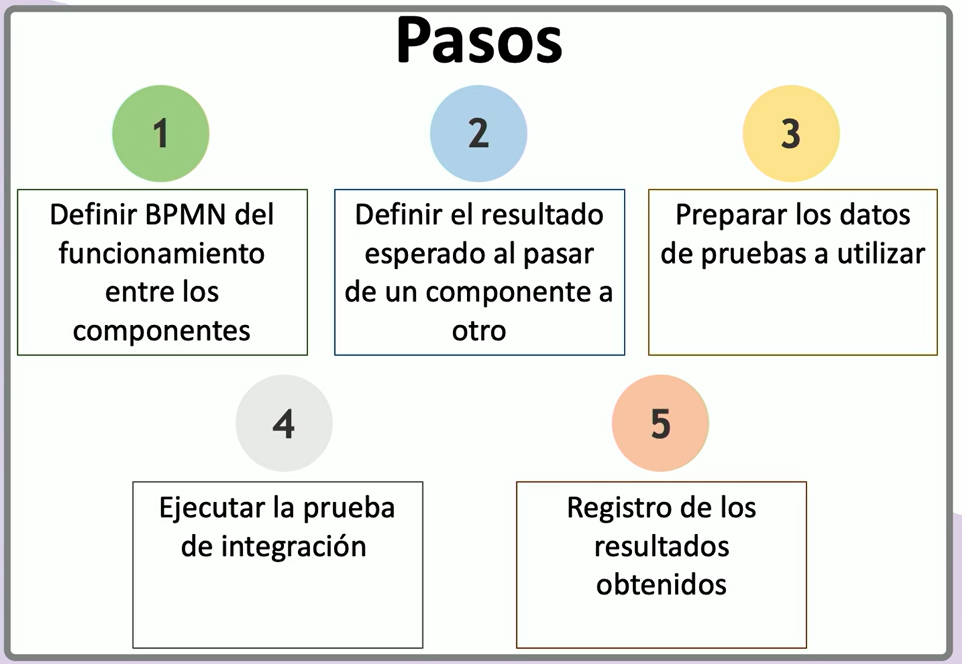 Pasos
1
Definir BPMN del
funcionamiento
entre los
componentes
2
Definir el resultado
esperado al pasar
de un componente a
otro
3
Preparar los datos
de pruebas a utilizar
4
Ejecutar la prueba
de integración
5
Registro de los
resultados
obtenidos